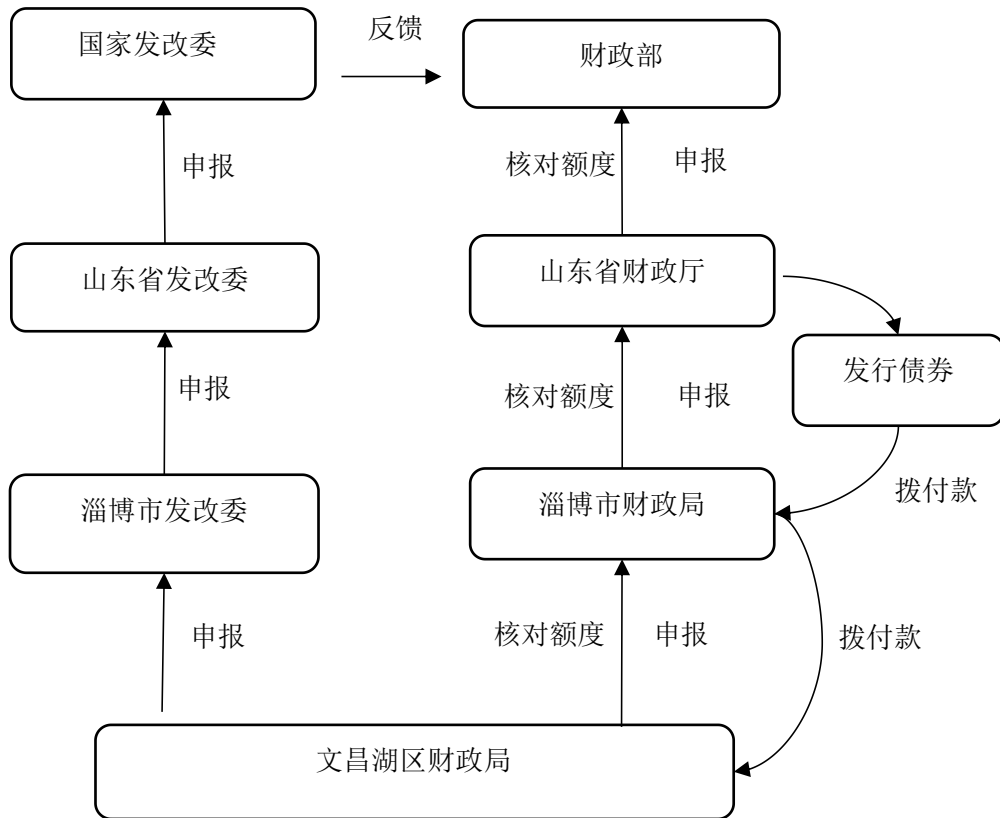 国家发改委
反馈
财政部
申报
核对额度
申报
山东省发改委
山东省财政厅
发行债券
申报
核对额度
申报
淄博市发改委
淄博市财政局
拨付款
申报
核对额度
申报
拨付款
文昌湖区财政局